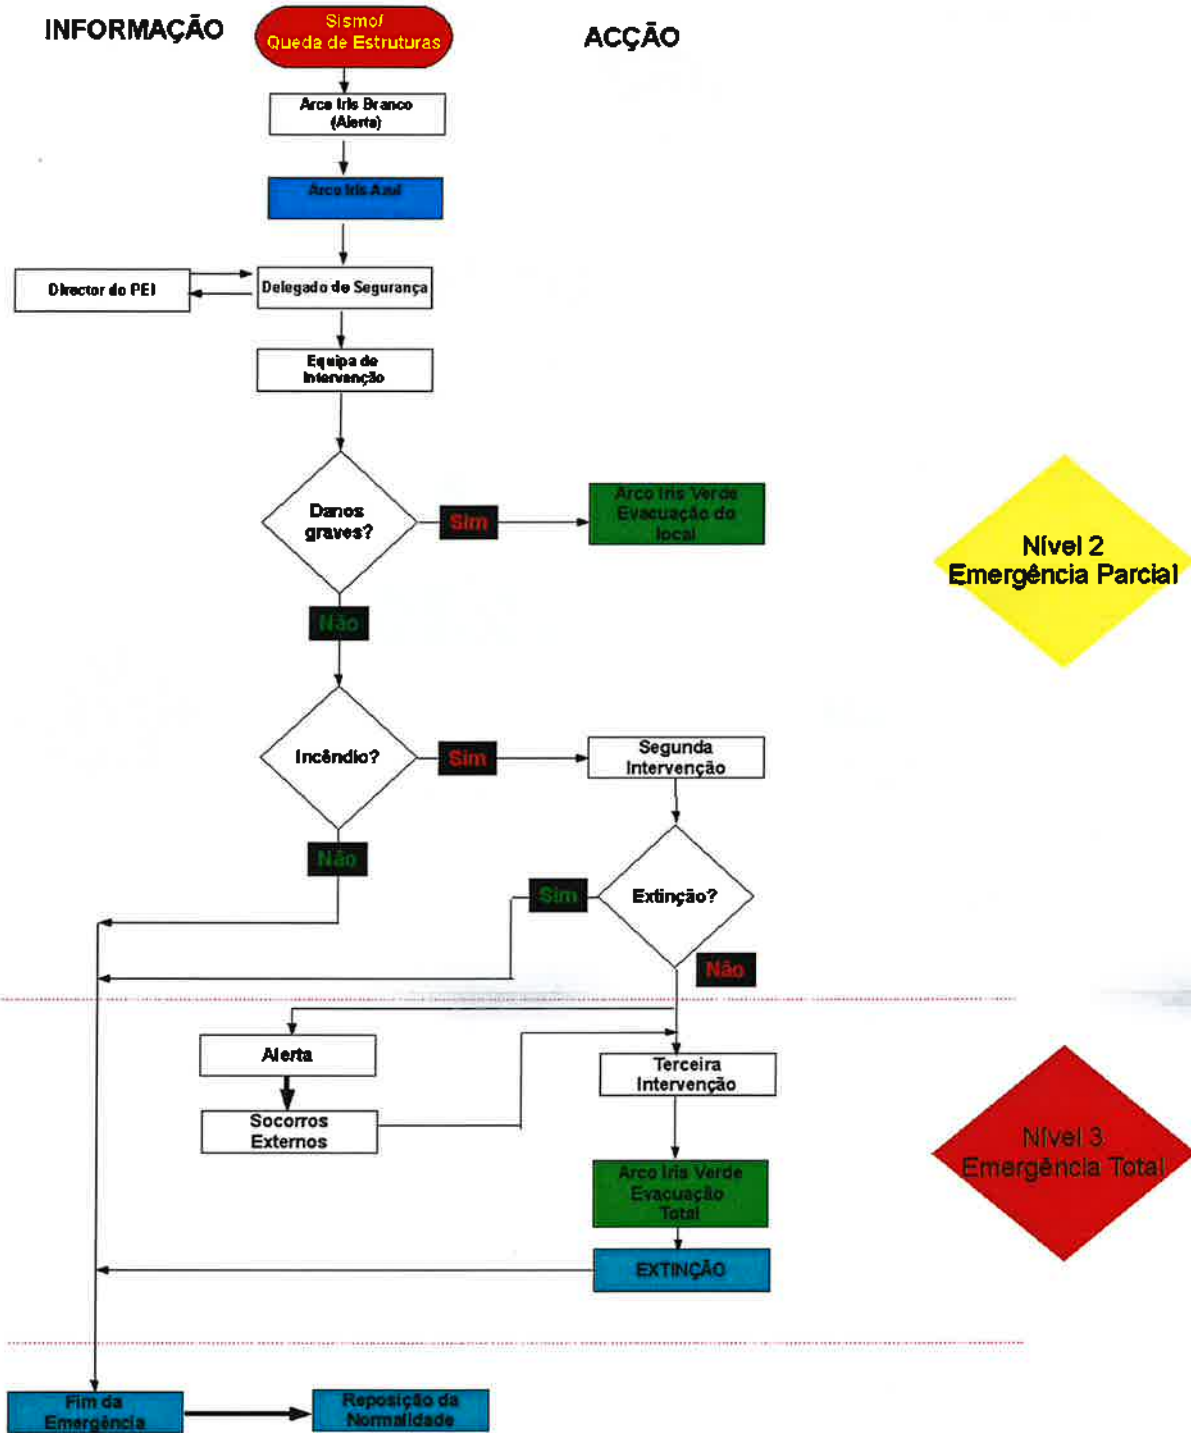 INFORMAÇÃO
Sismo/
Queda de Estruturas
ACÇÃO
Arco Iris Branco
(Alerta)
Arco Iris Azul
Director do PEI
Delegado de Segurança
Equipa de
Intervenção
Danos
graves?
Sim
Arco Iris Verde
Evacuação do
local
Nível 2
Emergência Parcial
Não
Incêndio?
Sim
Segunda
Intervenção
Não
Sim
Extinção?
Não
Alerta
Terceira
Intervenção
Socorros
Externos
Nível 3
Emergência Total
Arco Iris Verde
Evacuação
Total
EXTINÇÃO
Fim da
Emergência
Reposição da
Normalidade